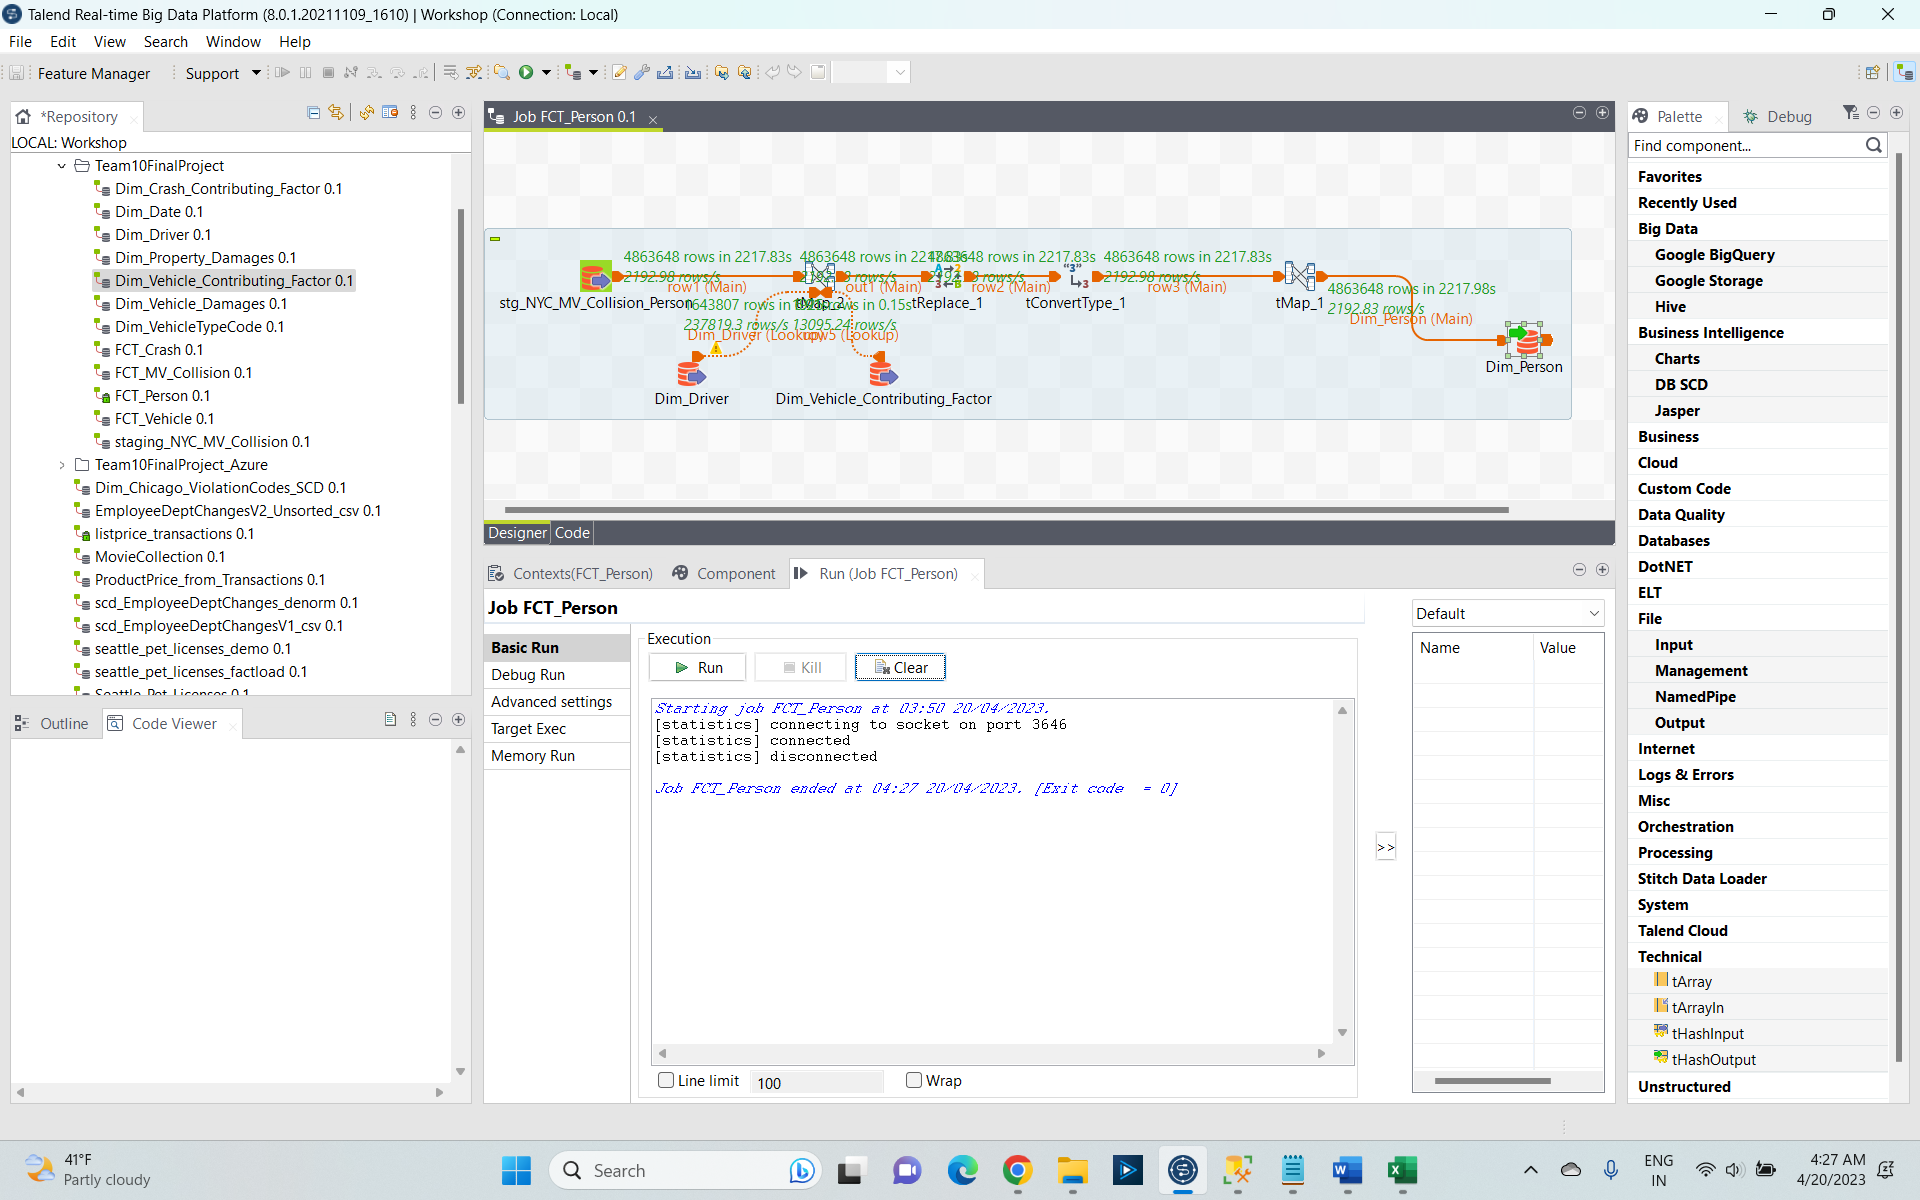 Talend Real-time Big Data Platform (8.0.1.20211109_1610) | Workshop (Connection: Local)
File Edit View Search Window Help
Feature Manager Support
*Repository
LOCAL: Workshop
Team10FinalProject
Dim_Crash_Contributing_Factor 0.1
Dim_Date 0.1
Dim_Driver 0.1
Dim_Property_Damages 0.1
Dim_Vehicle_Contributing_Factor 0.1
Dim_Vehicle_Damages 0.1
Dim_VehicleTypeCode 0.1
FCT_Crash 0.1
FCT_MV_Collision 0.1
FCT_Person 0.1
FCT_Vehicle 0.1
staging_NYC_MV_Collision 0.1
Team10FinalProject_Azure
Dim_Chicago_ViolationCodes_SCD 0.1
EmployeeDeptChangesV2_Unsorted_csv 0.1
listprice_transactions 0.1
MovieCollection 0.1
ProductPrice_from_Transactions 0.1
scd_EmployeeDeptChanges_denorm 0.1
scd_EmployeeDeptChangesV1_csv 0.1
seattle_pet_licenses_demo 0.1
seattle_pet_licenses_factload 0.1
Seattle_Pet_Licenses 0.1
Outline Code Viewer
Job FCT_Person 0.1
4863648 rows in 2217.83s
2192.98 rows/s
row1 (Main)
stg_NYC_MV_Collision_Person
out1 (Main)
tReplace_1
row2 (Main)
tConvertType_1
4863648 rows in 2217.83s
2192.98 rows/s
row3 (Main)
tMap_1
4863648 rows in 2217.98s
2192.83 rows/s
Dim_Person (Main)
Dim_Person
237819.3 rows/s 13095.24 rows/s
Dim_Driver
Dim_Vehicle_Contributing_Factor
Designer Code
Contexts(FCT_Person) Component Run (Job FCT_Person)
Job FCT_Person
Basic Run
Debug Run
Advanced settings
Target Exec
Memory Run
Execution
Run Kill Clear
Starting job FCT_Person at 03:50 20/04/2023.
[statistics] connecting to socket on port 3646
[statistics] connected
[statistics] disconnected
Job FCT_Person ended at 04:27 20/04/2023. [Exit code = 0]
Line limit 100 Wrap
>>
Default
Name Value
Palette Debug
Find component...
Favorites
Recently Used
Big Data
Google BigQuery
Google Storage
Hive
Business Intelligence
Charts
DB SCD
Jasper
Business
Cloud
Custom Code
Data Quality
Databases
DotNET
ELT
File
Input
Management
NamedPipe
Output
Internet
Logs & Errors
Misc
Orchestration
Processing
Stitch Data Loader
System
Talend Cloud
Technical
tArray
tArrayIn
tHashInput
tHashOutput
Unstructured
41°F
Partly cloudy
Search
ENG
IN
4:27 AM
4/20/2023